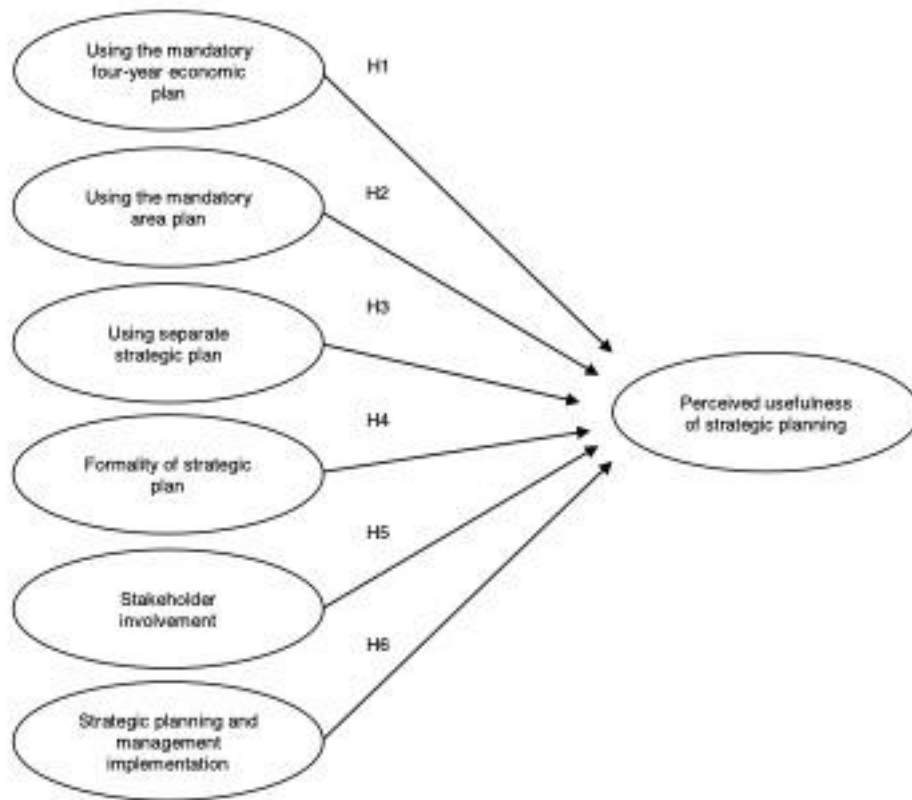 Using the mandatory
four-year economic
plan
H1
Using the mandatory
area plan
H2
Using separate
strategic plan
H3
Formality of strategic
plan
H4
Stakeholder
involvement
H5
Strategic planning and
management
implementation
H6
Perceived usefulness
of strategic planning